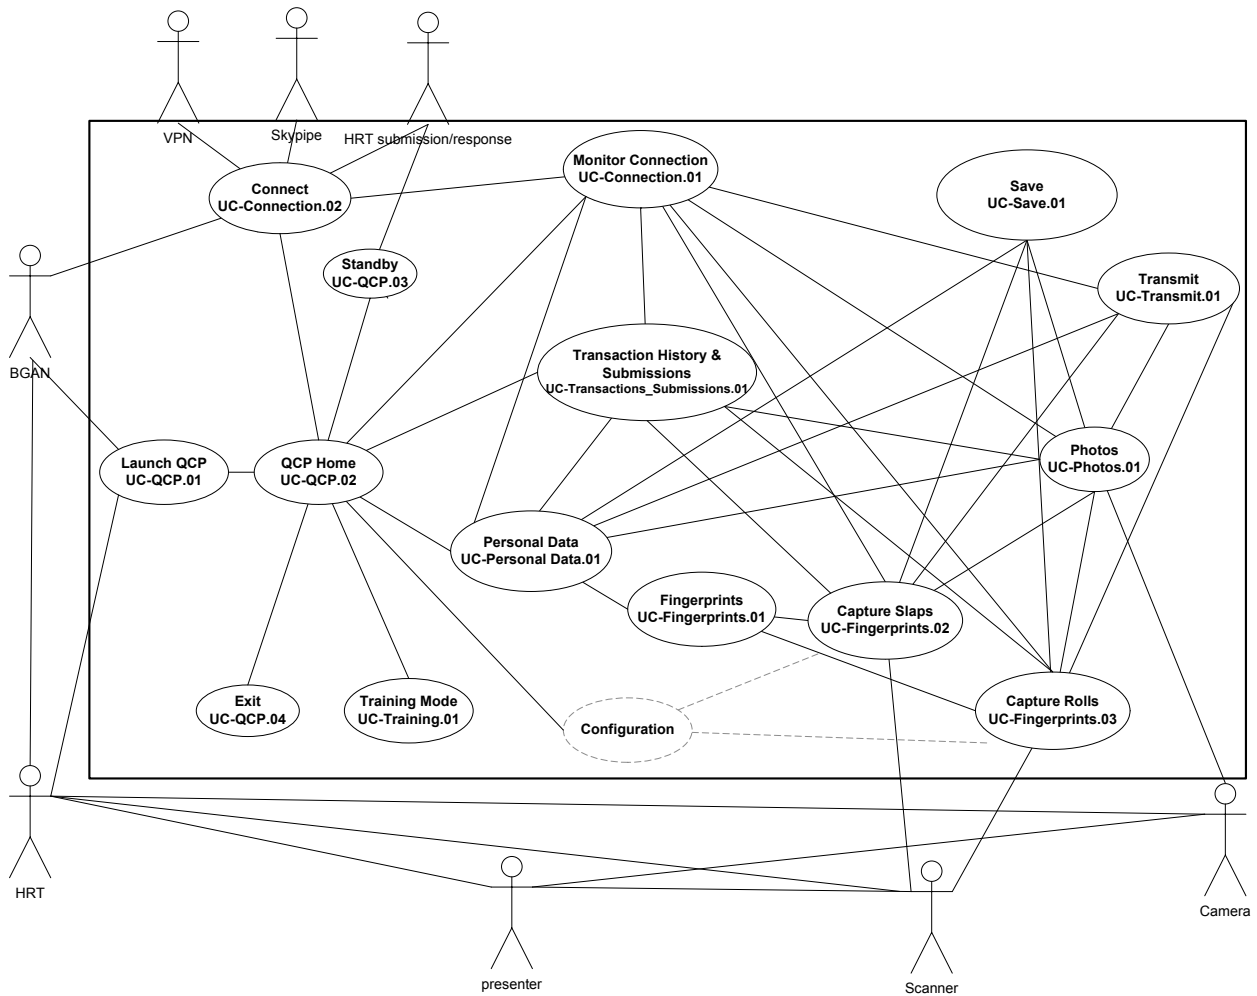 VPN
Skypipe
HRT submission/response
Monitor Connection
UC-Connection.01
Connect
UC-Connection.02
Save
UC-Save.01
Standby
UC-QCP.03
Transmit
UC-Transmit.01
BGAN
Transaction History &
Submissions
UC-Transactions_Submissions.01
Launch QCP
UC-QCP.01
QCP Home
UC-QCP.02
Photos
UC-Photos.01
Personal Data
UC-Personal Data.01
Fingerprints
UC-Fingerprints.01
Capture Slaps
UC-Fingerprints.02
Exit
UC-QCP.04
Training Mode
UC-Training.01
Configuration
Capture Rolls
UC-Fingerprints.03
HRT
presenter
Scanner
Camera